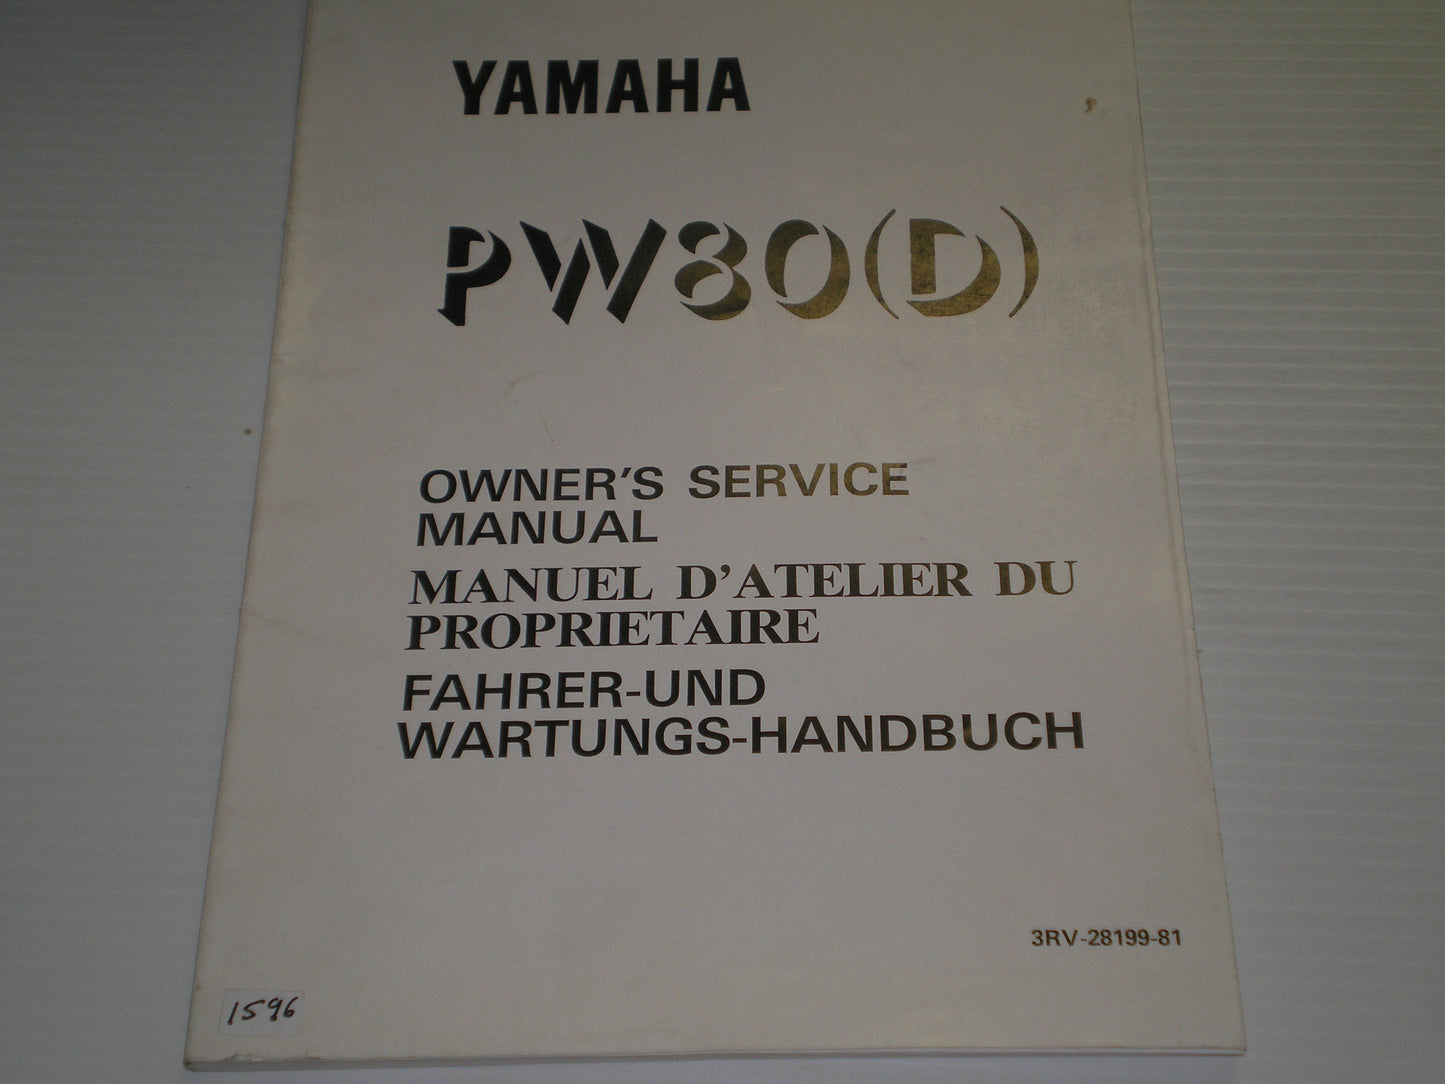 YAMAHA
PW80(D)
OWNER'S SERVICE
MANUAL
MANUEL D'ATELIER DU
PROPRIETAIRE
FAHRER-UND
WARTUNGS-HANDBUCH
3RV-28199-81
1596